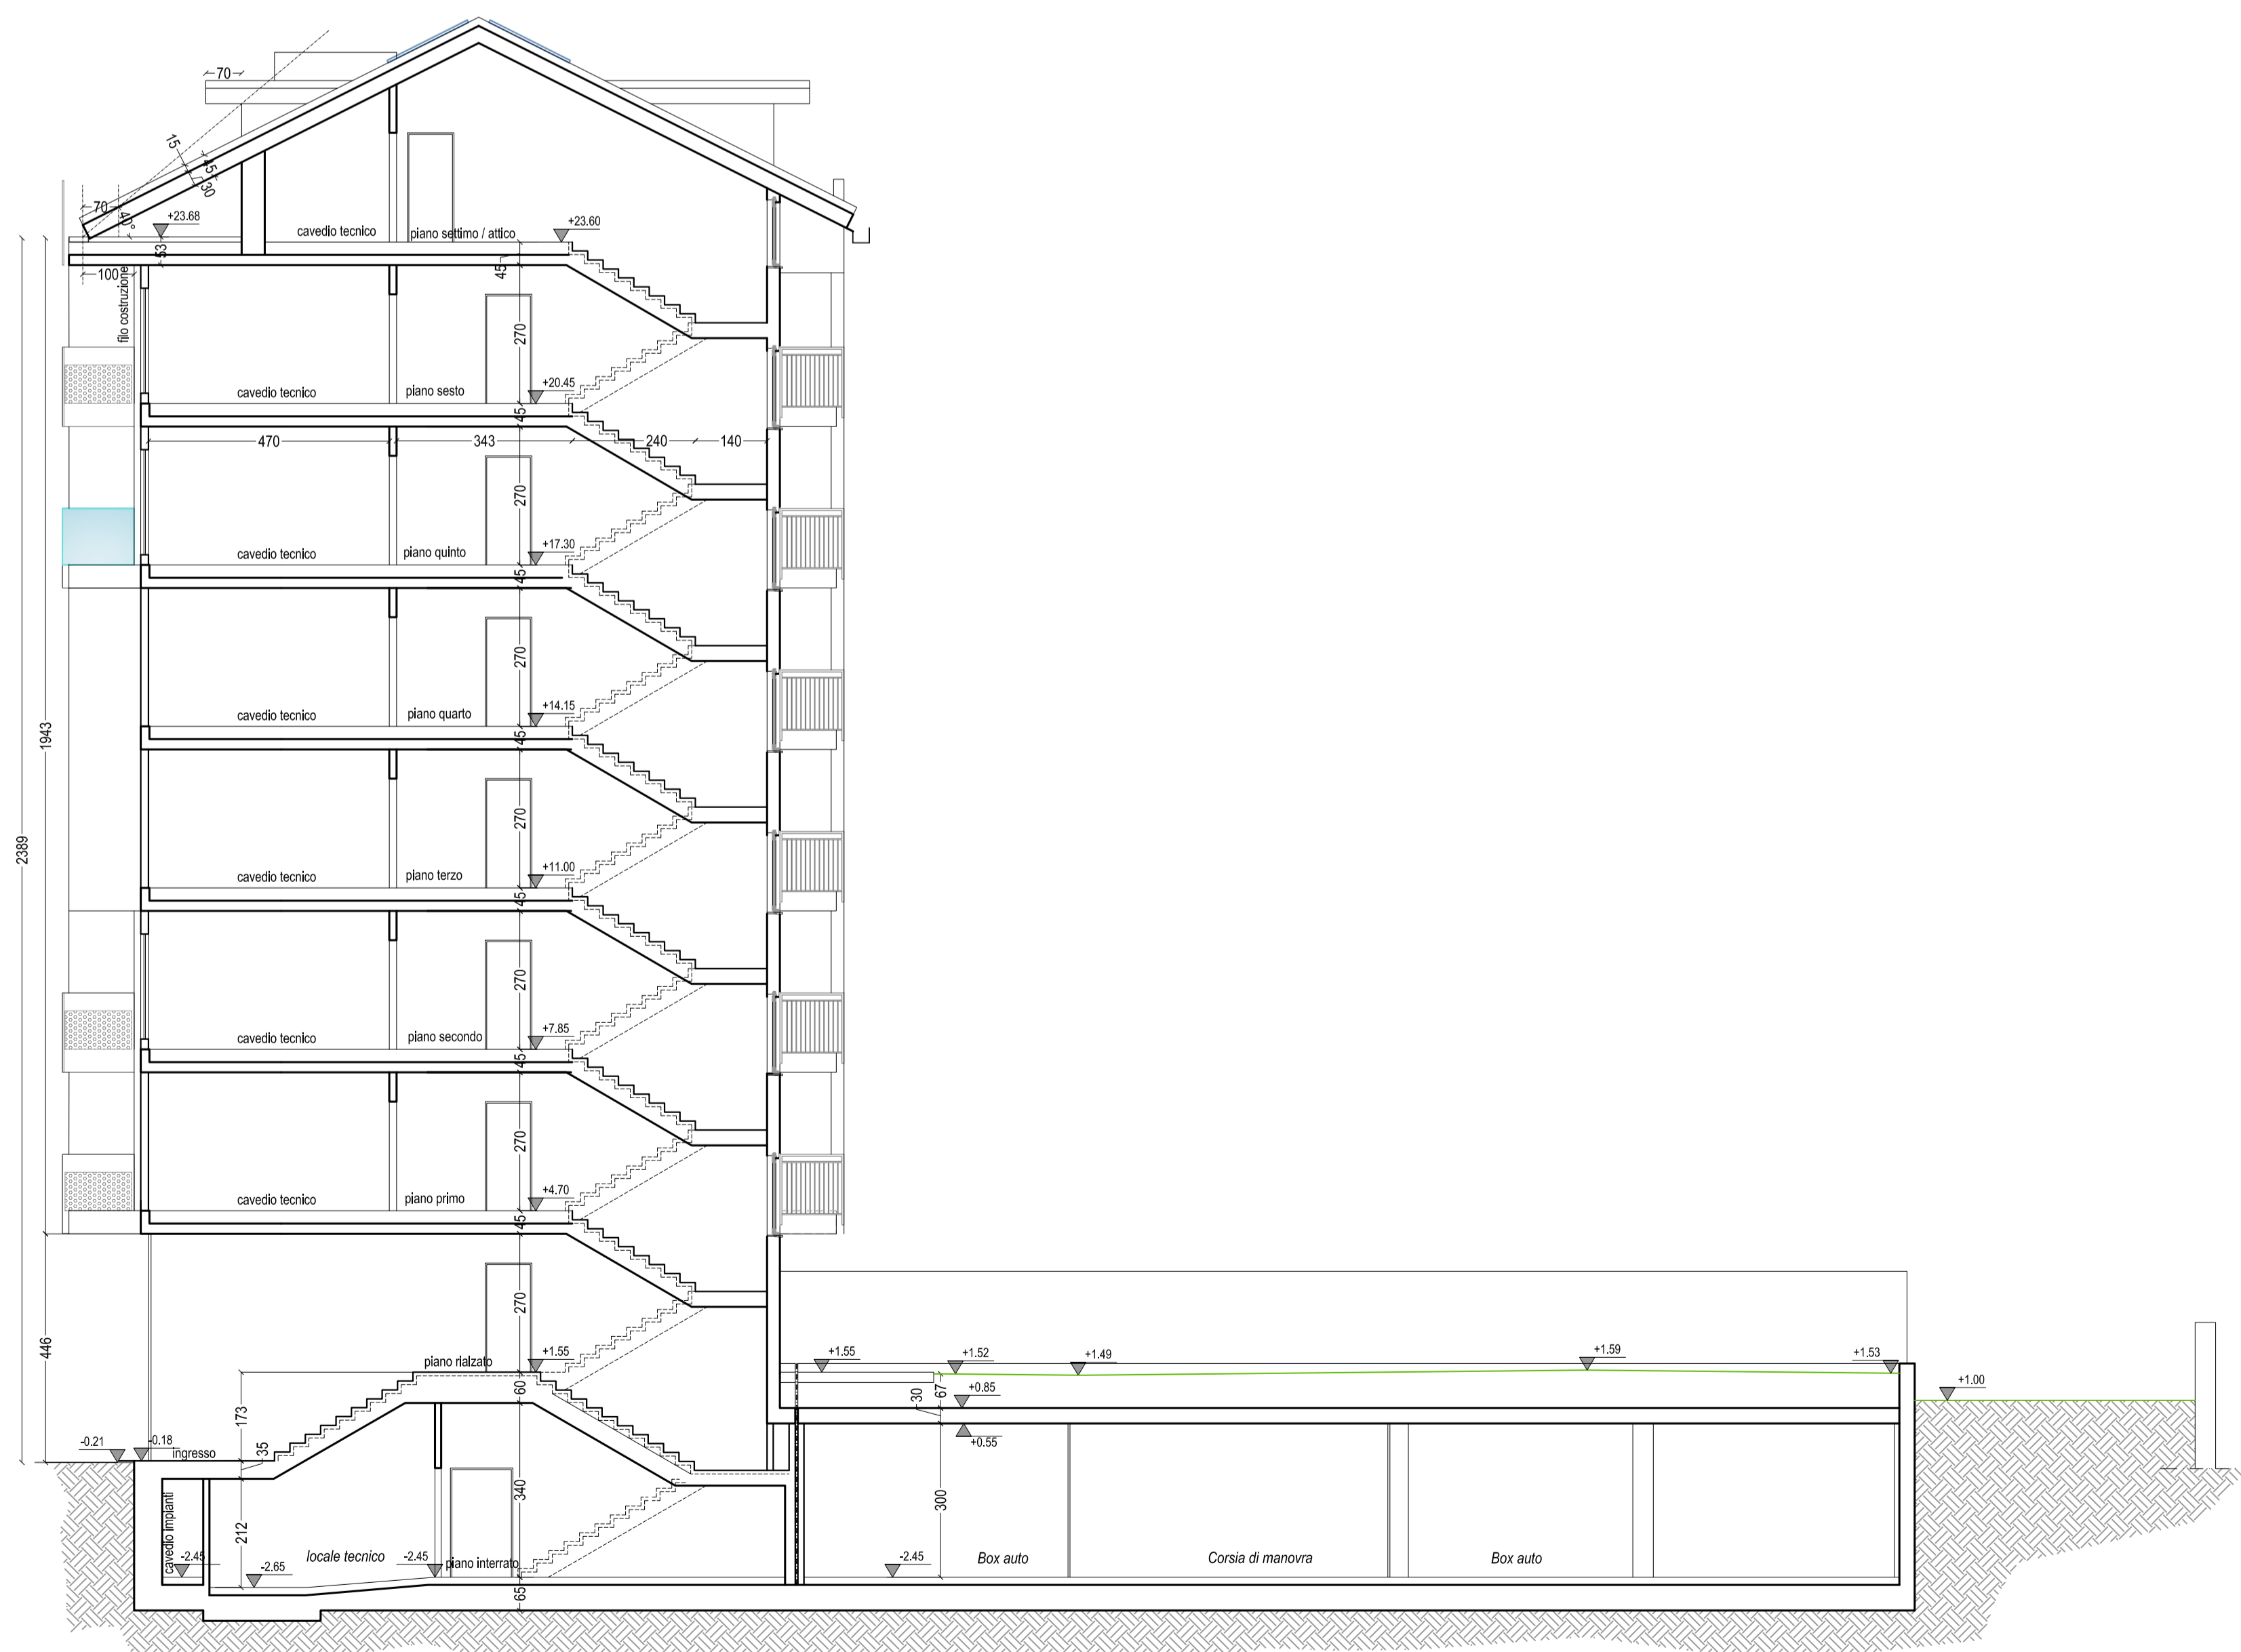 70
15
15
30
70
40°
+23.68
53
cavedio tecnico
piano settimo / attico
+23.60
45
100
filo costruzione
270
cavedio tecnico
piano sesto
+20.45
45
470
343
240
140
270
cavedio tecnico
piano quinto
+17.30
45
270
cavedio tecnico
piano quarto
+14.15
45
1943
2389
270
cavedio tecnico
piano terzo
+11.00
45
270
cavedio tecnico
piano secondo
+7.85
45
270
cavedio tecnico
piano primo
+4.70
45
270
446
piano rialzato
+1.55
+1.55
+1.52
+1.49
+1.59
+1.53
+1.00
60
30
67
+0.85
+0.55
173
-0.21
-0.18
ingresso
35
340
300
212
cavedio impianti
-2.45
-2.65
locale tecnico
-2.45
piano interrato
-2.45
Box auto
Corsia di manovra
Box auto
65